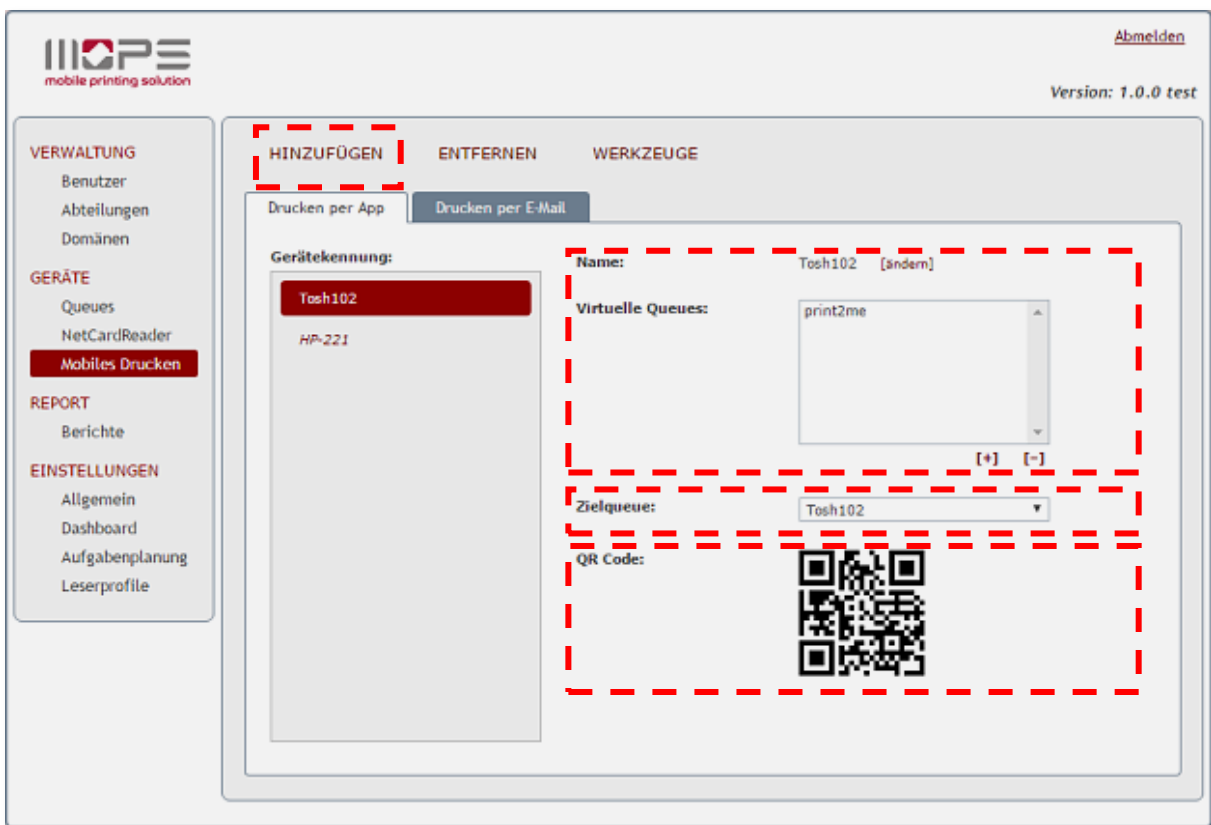 Abmelden
MOPS
mobile printing solution
Version: 1.0.0 test
VERWALTUNG
Benutzer
Abteilungen
Domänen
GERÄTE
Queues
NetCardReader
Mobiles Drucken
REPORT
Berichte
EINSTELLUNGEN
Allgemein
Dashboard
Aufgabenplanung
Leserprofile
HINZUFÜGEN ENTFERNEN WERKZEUGE
Drucken per App Drucken per E-Mail
Gerätekennung:
Tosh102
HP-221
Name: Tosh102 [ändern]
Virtuelle Queues: print2me
[+] [-]
Zielqueue: Tosh102
QR Code: